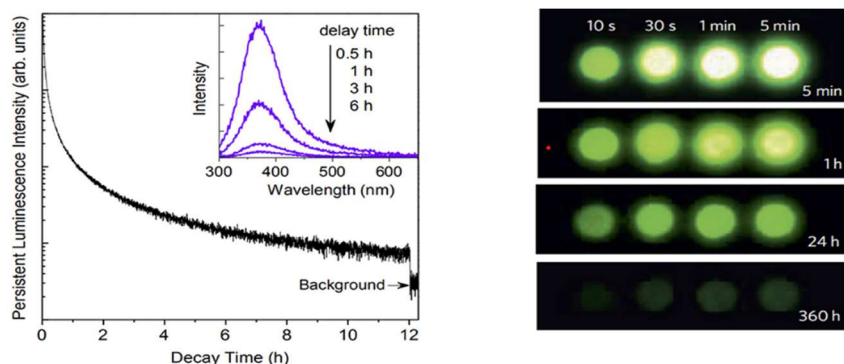 Persistent Luminescence Intensity (arb. units)
Intensity
delay time
0.5 h
1 h
3 h
6 h
300 400 500 600
Wavelength (nm)
Background
0 2 4 6 8 10 12
Decay Time (h)
10 s 30 s 1 min 5 min
5 min
1 h
24 h
360 h